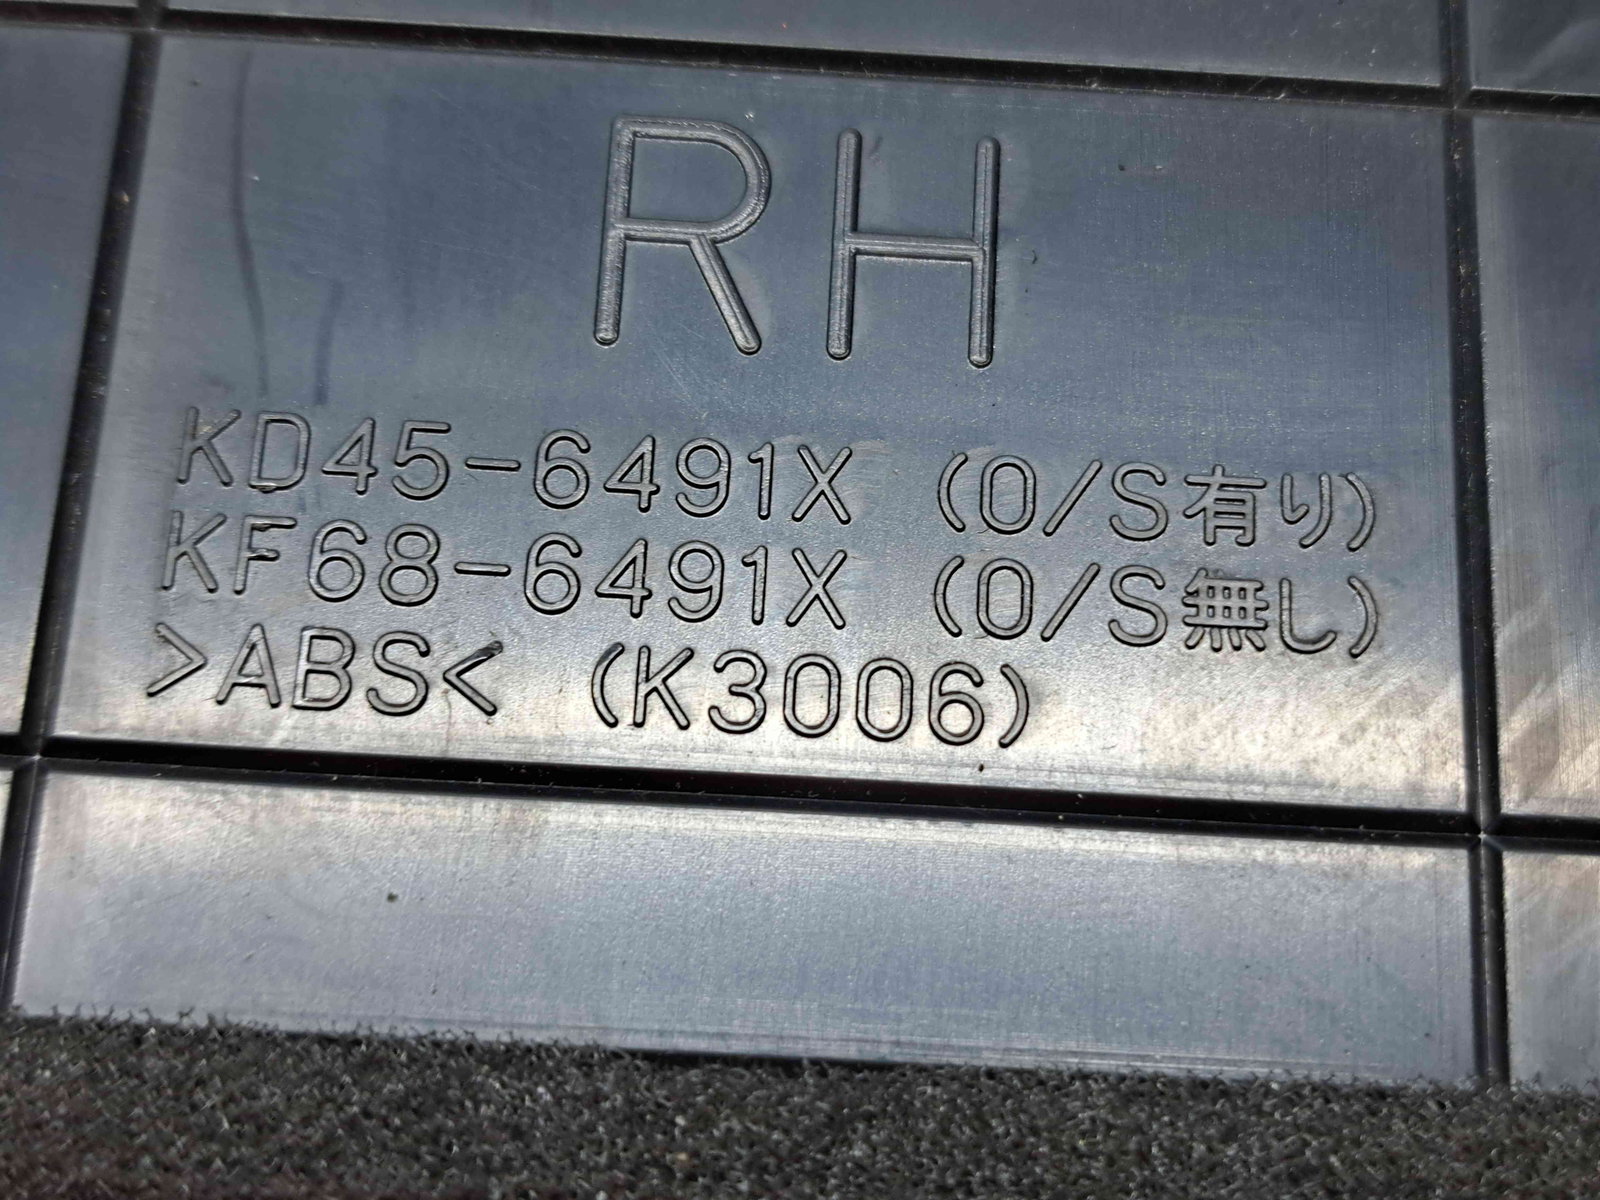 RH
KD45-6491X (O/S有り)
KF68-6491X (O/S無し)
>ABS< (K3006)